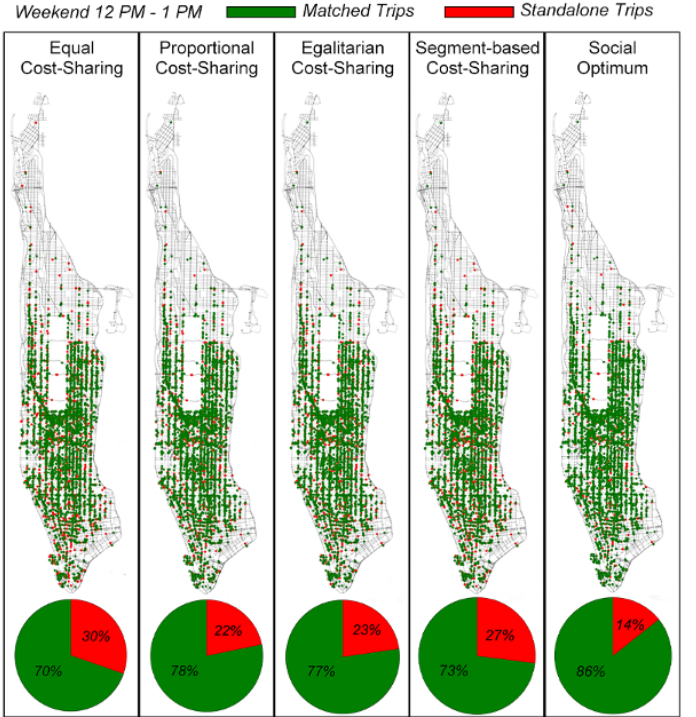 Weekend 12 PM - 1 PM Matched Trips Standalone Trips
Equal
Cost-Sharing
Proportional
Cost-Sharing
Egalitarian
Cost-Sharing
Segment-based
Cost-Sharing
Social
Optimum
30%
70%
22%
78%
23%
77%
27%
73%
14%
86%